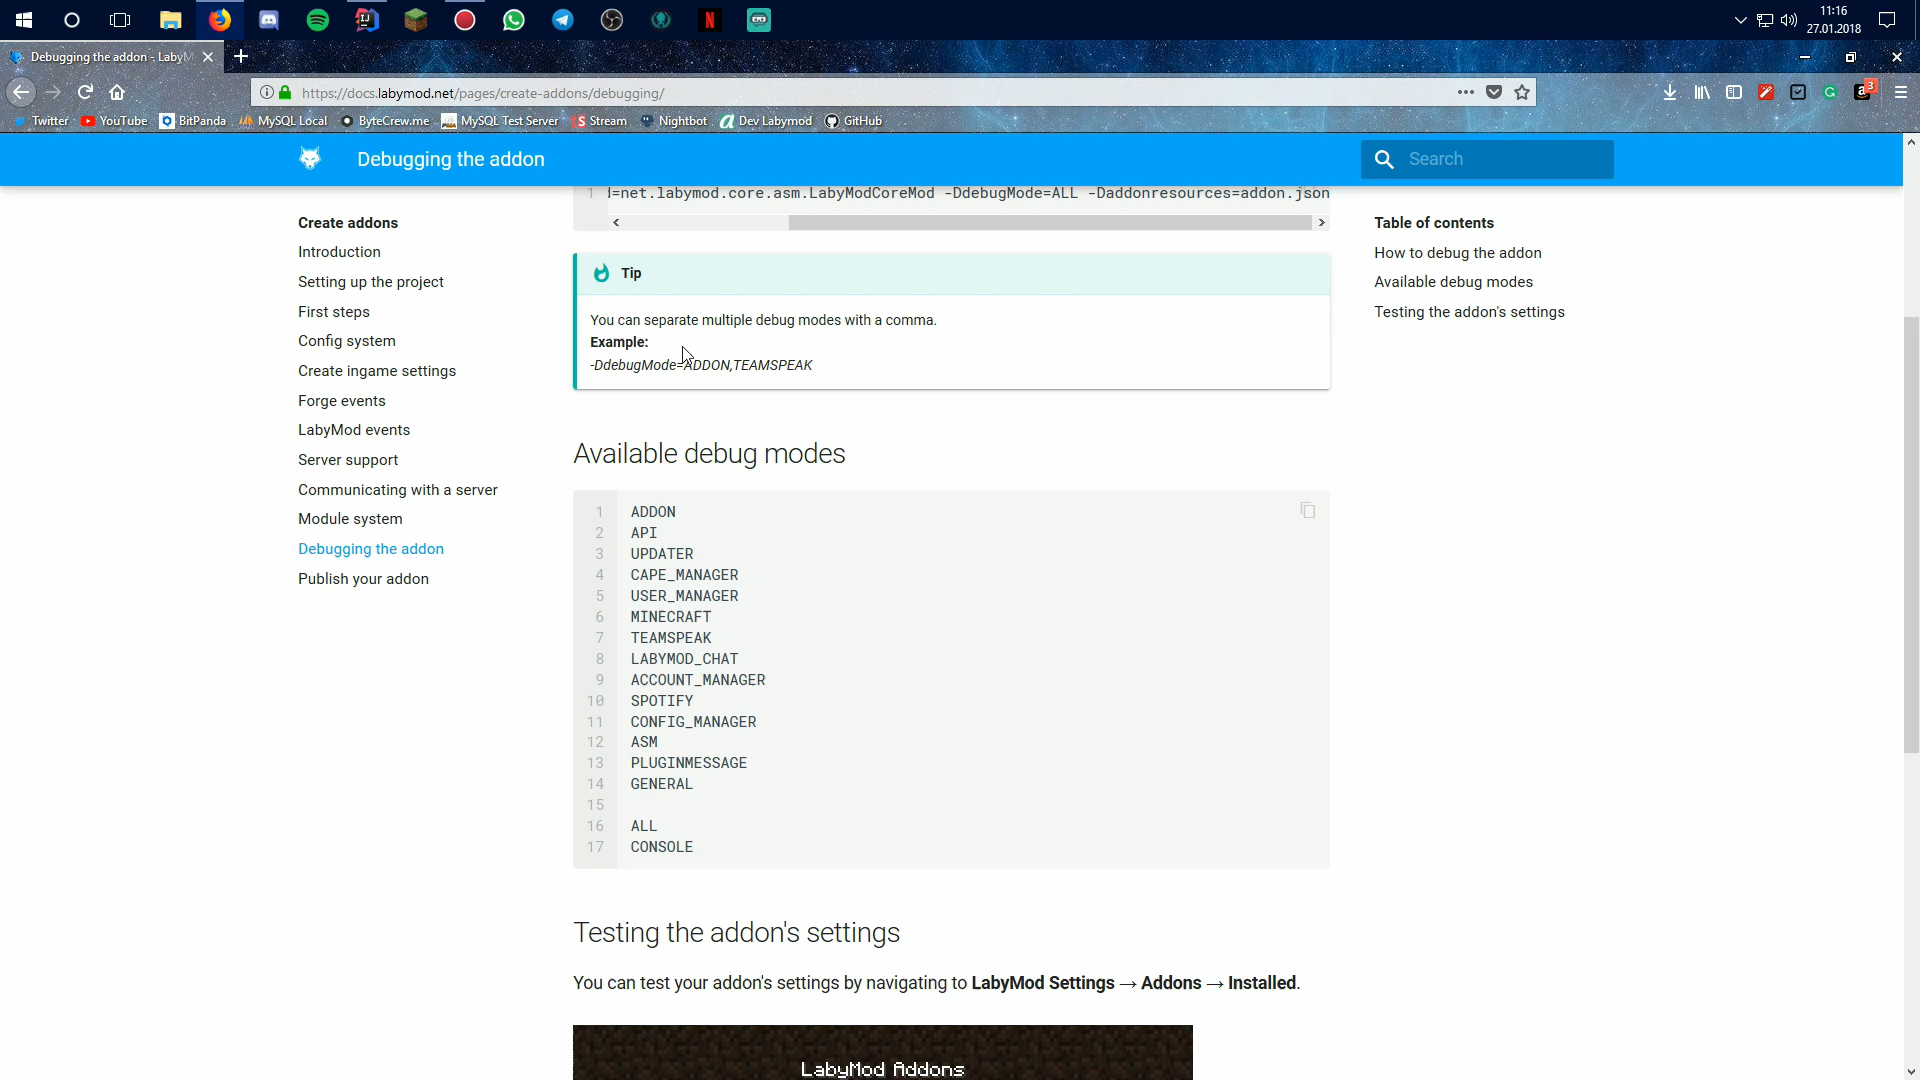 11:16
27.01.2018
Debugging the addon - LabyM
https://docs.labymod.net/pages/create-addons/debugging/
3
Twitter YouTube BitPanda MySQL Local ByteCrew.me MySQL Test Server Stream Nightbot Dev Labymod GitHub
Debugging the addon
Search
Create addons
Introduction
Setting up the project
First steps
Config system
Create ingame settings
Forge events
LabyMod events
Server support
Communicating with a server
Module system
Debugging the addon
Publish your addon
1 l=net.labymod.core.asm.LabyModCoreMod -DdebugMode=ALL -Daddonresources=addon.json
Tip
You can separate multiple debug modes with a comma.
Example:
-DdebugMode=ADDON,TEAMSPEAK
Available debug modes
1 ADDON
2 API
3 UPDATER
4 CAPE_MANAGER
5 USER_MANAGER
6 MINECRAFT
7 TEAMSPEAK
8 LABYMOD_CHAT
9 ACCOUNT_MANAGER
10 SPOTIFY
11 CONFIG_MANAGER
12 ASM
13 PLUGINMESSAGE
14 GENERAL
15
16 ALL
17 CONSOLE
Testing the addon's settings
You can test your addon's settings by navigating to LabyMod Settings → Addons → Installed.
LabyMod Addons
Table of contents
How to debug the addon
Available debug modes
Testing the addon's settings